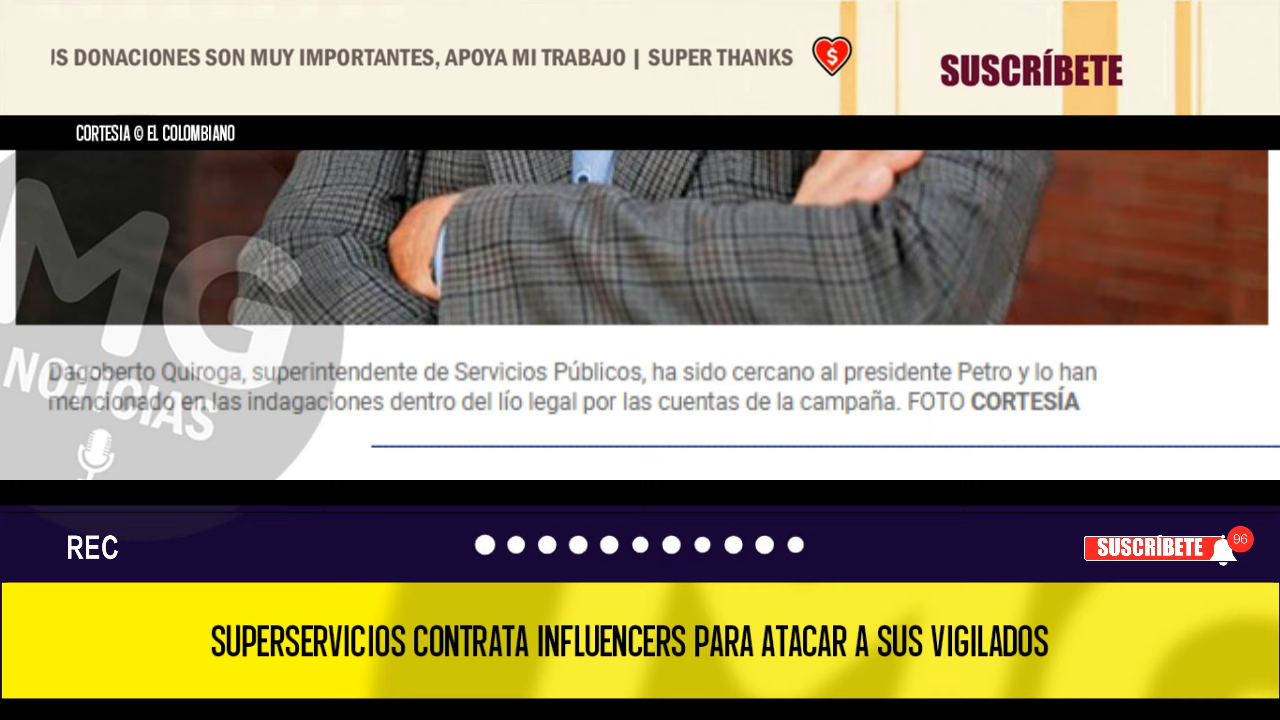 US DONACIONES SON MUY IMPORTANTES, APOYA MI TRABAJO | SUPER THANKS
$
SUSCRÍBETE
CORTESIA © EL COLOMBIANO
MG
NOTICIAS
Dagoberto Quiroga, superintendente de Servicios Públicos, ha sido cercano al presidente Petro y lo han
mencionado en las indagaciones dentro del lío legal por las cuentas de la campaña. FOTO CORTESÍA
REC
SUSCRÍBETE
96
SUPERSERVICIOS CONTRATA INFLUENCERS PARA ATACAR A SUS VIGILADOS